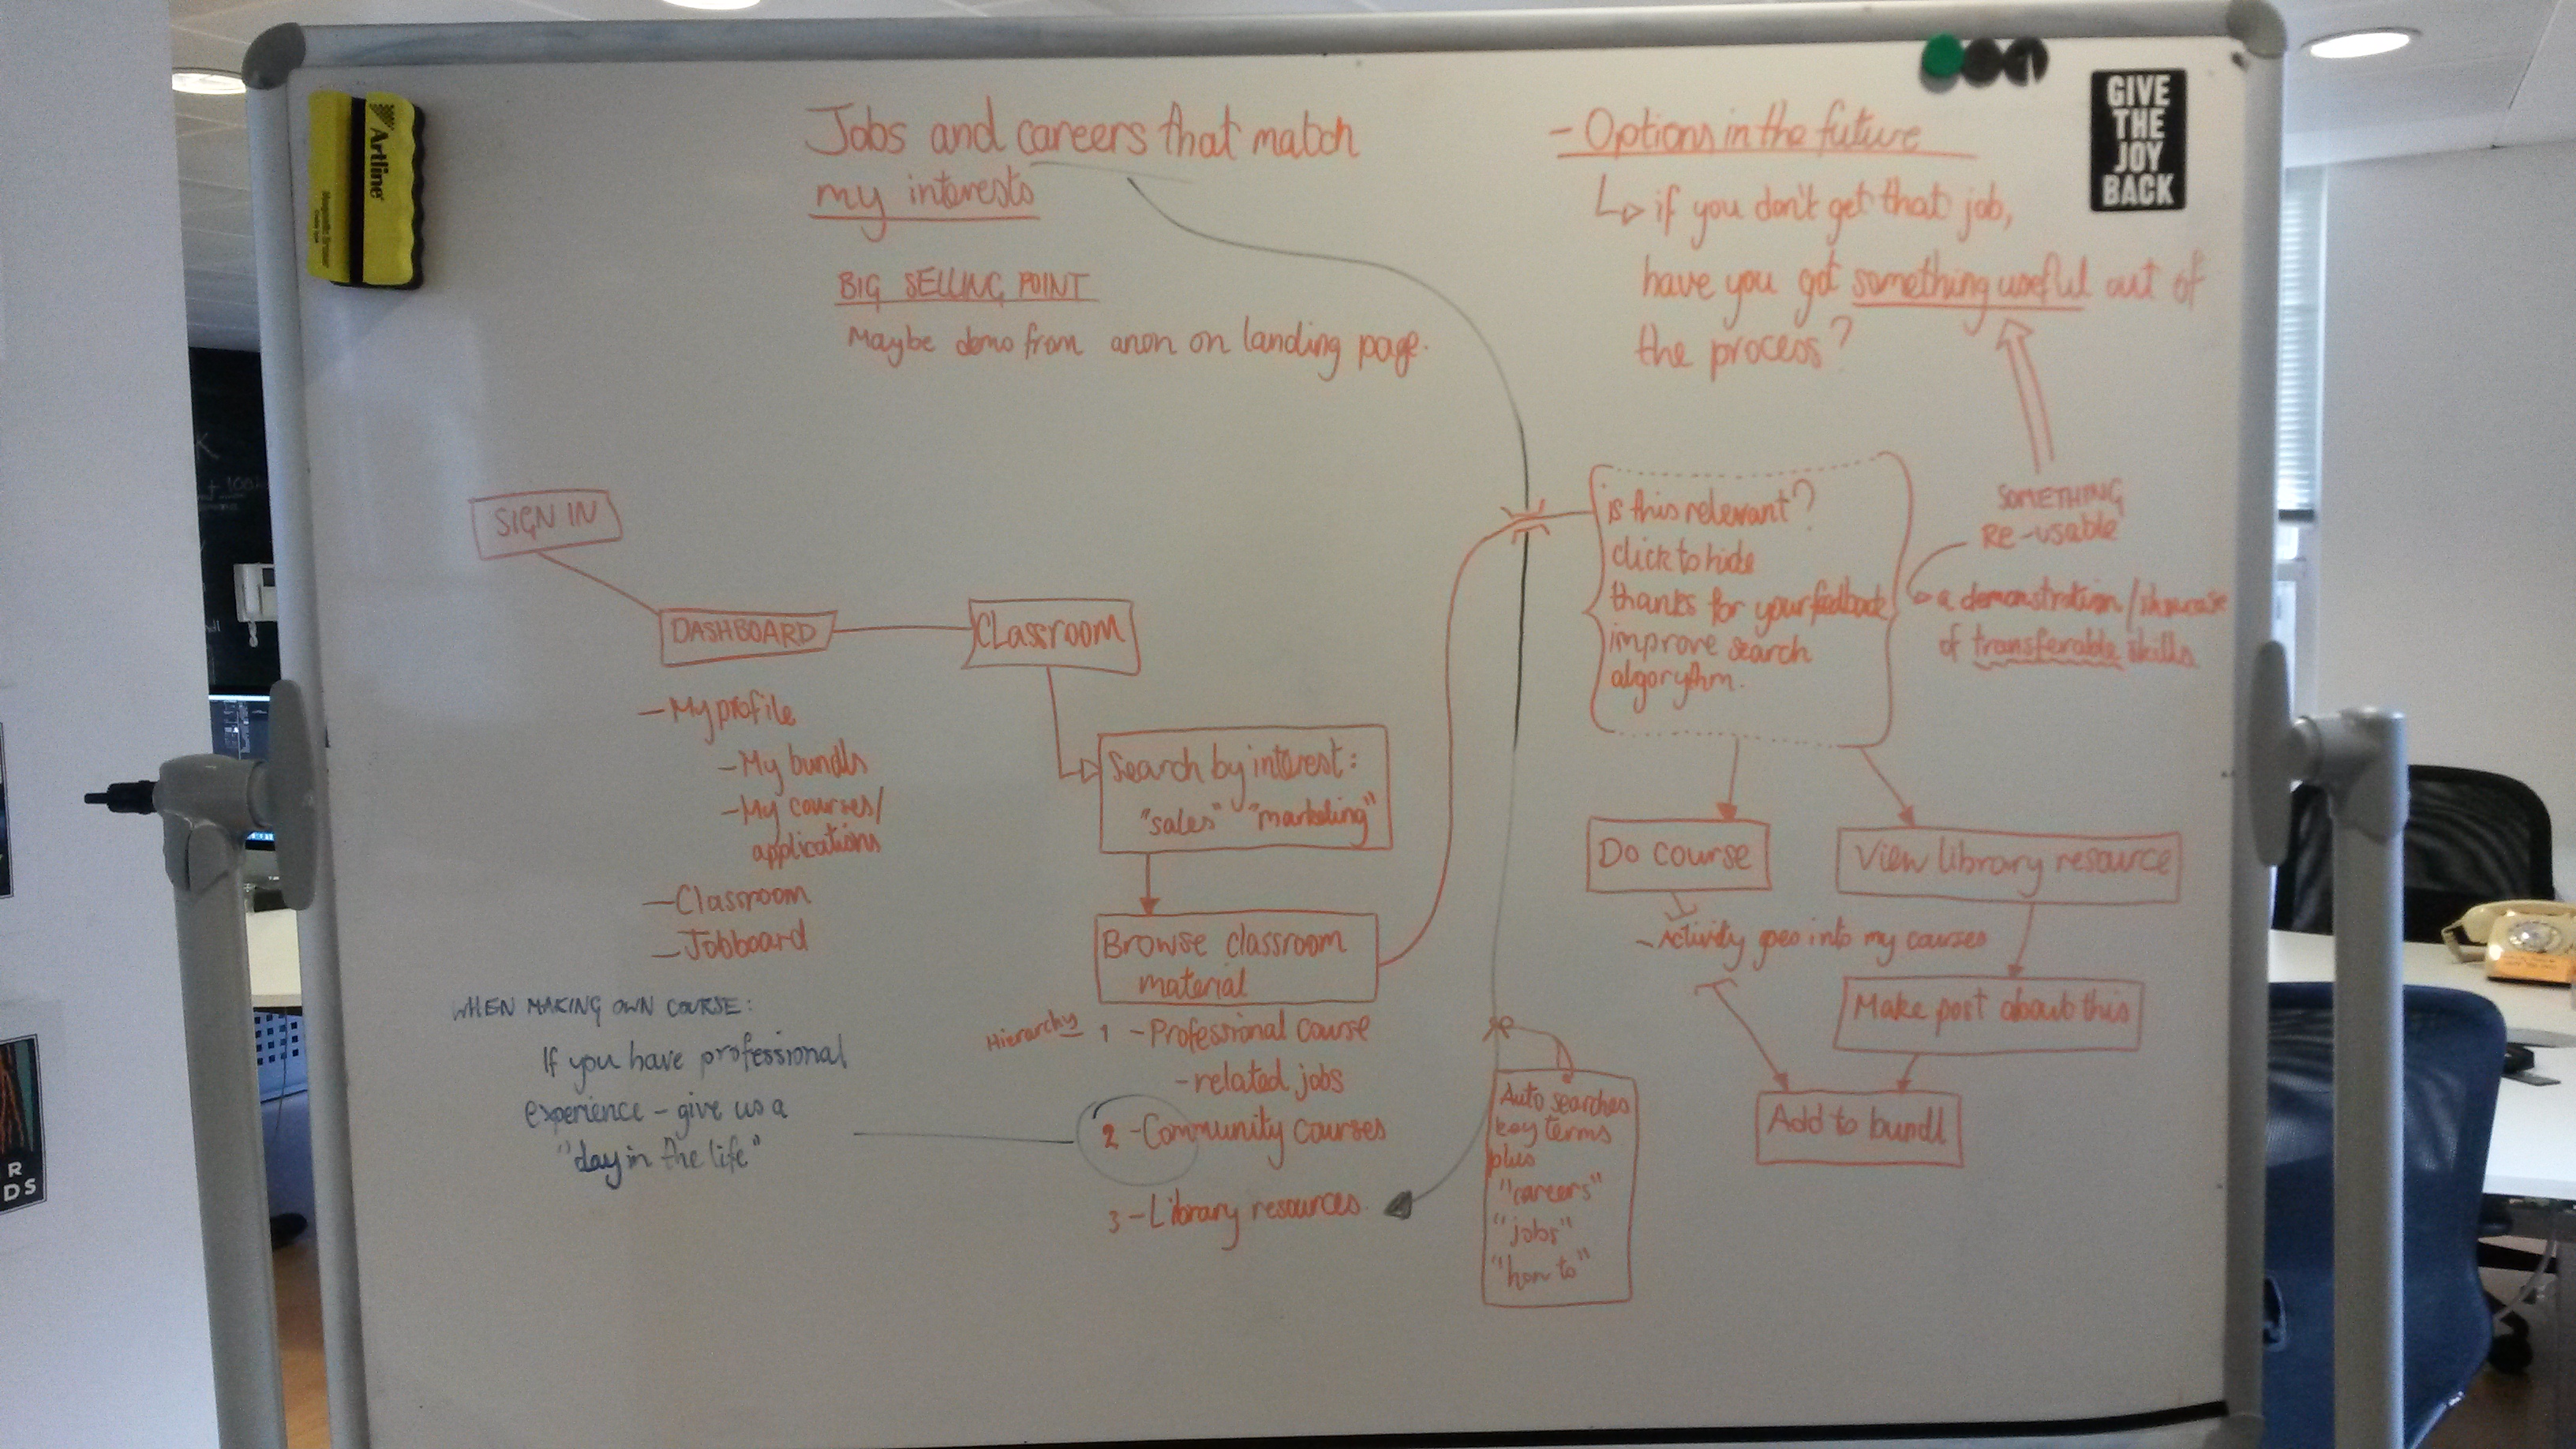 Artline
Jobs and careers that match
my interests
BIG SELLING POINT
Maybe demo from anon on landing page.
- Options in the future
if you don't get that job,
have you got something useful out of
the process?
GIVE
THE
JOY
BACK
SOMETHING
RE-usable
a demonstration/showcase
of transferable skills
SIGN IN
DASHBOARD
- My profile
- My bundls
- My courses/
applications
- Classroom
- Jobboard
CLassroom
Search by interest:
"sales" "marketing"
Browse classroom
material
Hierarchy
1 - Professional course
- related jobs
2 - Community courses
3 - Library resources.
WHEN MAKING OWN COURSE:
If you have professional
experience - give us a
"day in the life"
is this relevant?
click to hide
thanks for your feedback
improve search
algorythm.
Do course
- Activity goes into my courses
View library resource
Make post about this
Add to bundl
Auto searches
key terms
plus
"careers"
"jobs"
"how to"
R
DS